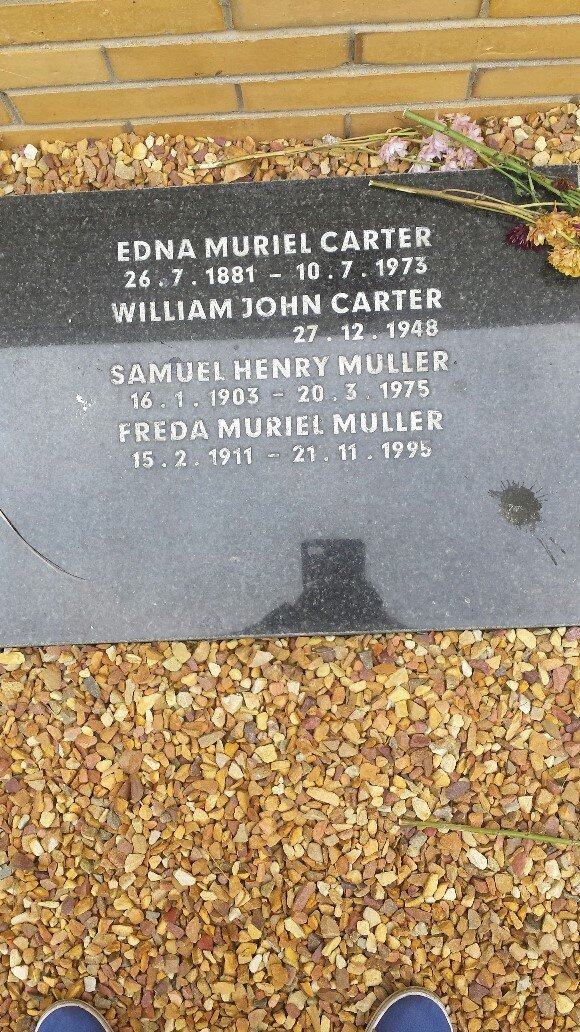 EDNA MURIEL CARTER
26.7.1881 – 10.7.1973
WILLIAM JOHN CARTER
27.12.1948
SAMUEL HENRY MULLER
16.1.1903 – 20.3.1975
FREDA MURIEL MULLER
15.2.1911 – 21.11.1995